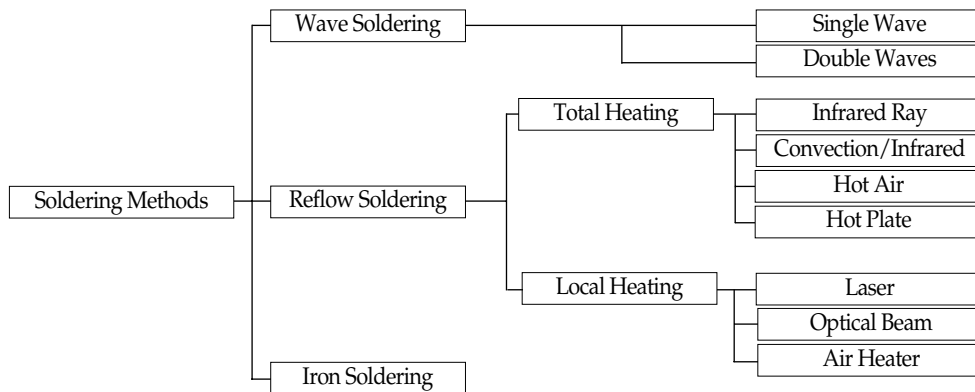 Wave Soldering
Single Wave
Double Waves
Total Heating
Infrared Ray
Convection/Infrared
Hot Air
Hot Plate
Soldering Methods
Reflow Soldering
Local Heating
Laser
Optical Beam
Air Heater
Iron Soldering